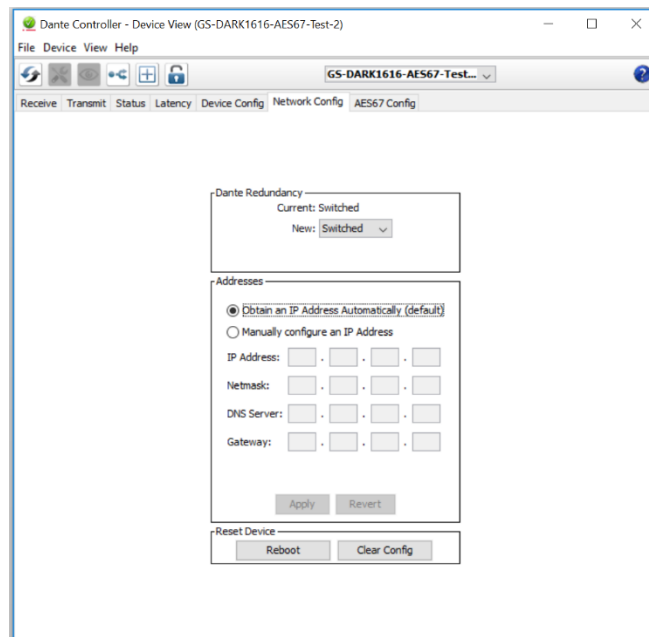 Dante Controller - Device View (GS-DARK1616-AES67-Test-2)
File Device View Help
GS-DARK1616-AES67-Test...
?
Receive Transmit Status Latency Device Config Network Config AES67 Config
Dante Redundancy
Current: Switched
New: Switched
Addresses
Obtain an IP Address Automatically (default)
Manually configure an IP Address
IP Address: . . .
Netmask: . . .
DNS Server: . . .
Gateway: . . .
Apply Revert
Reset Device
Reboot Clear Config